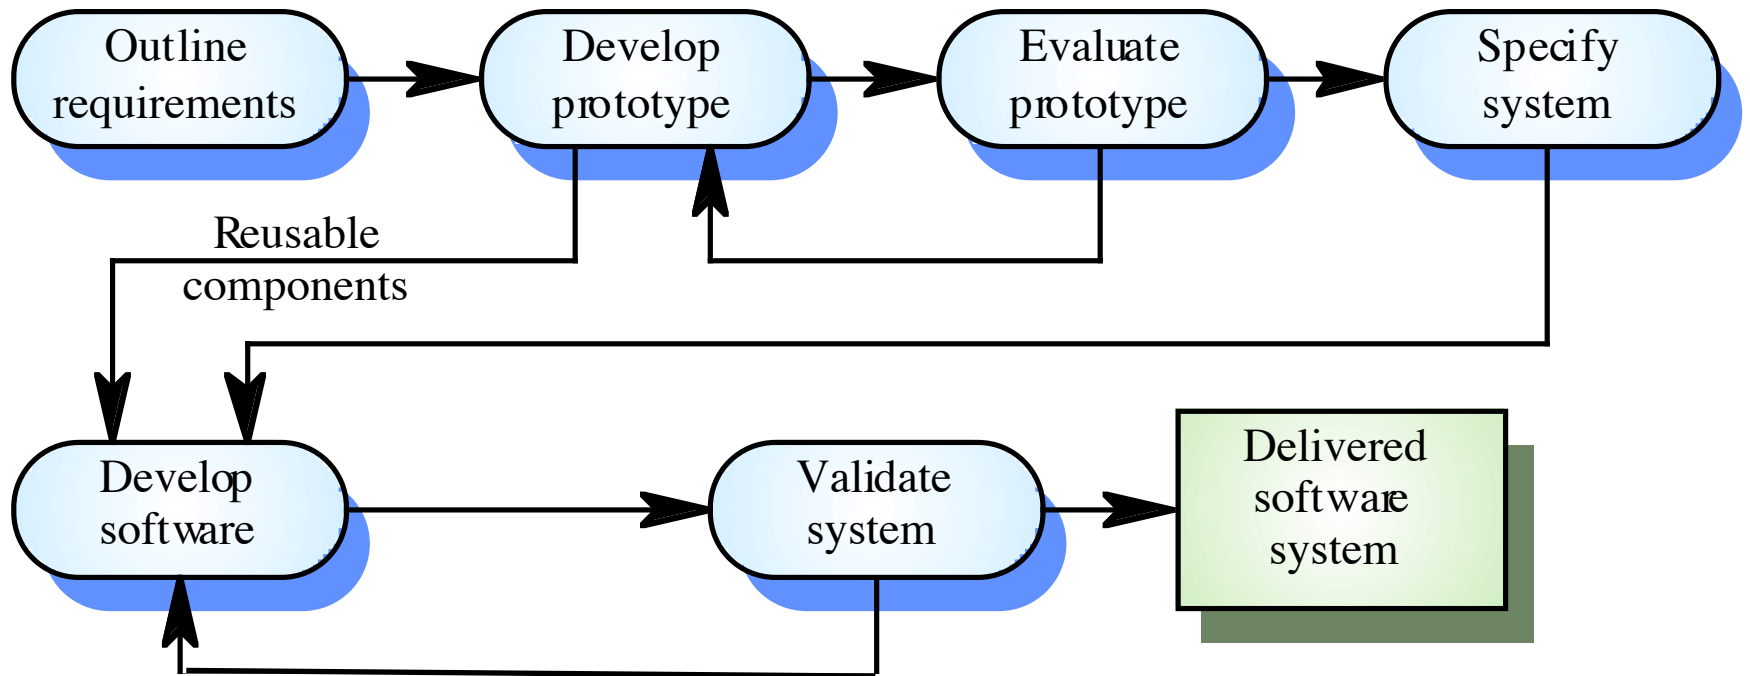 Outline
requirements
Develop
prototype
Evaluate
prototype
Specify
system
Reusable
components
Develop
software
Validate
system
Delivered
software
system